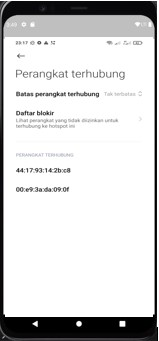 20:17
Perangkat terhubung
Batas perangkat terhubung Tak terbatas
Daftar blokir
Lihat perangkat yang tidak diizinkan untuk
terhubung ke hotspot ini
PERANGKAT TERHUBUNG
44:17:93:14:2b:c8
00:e9:3a:da:09:0f